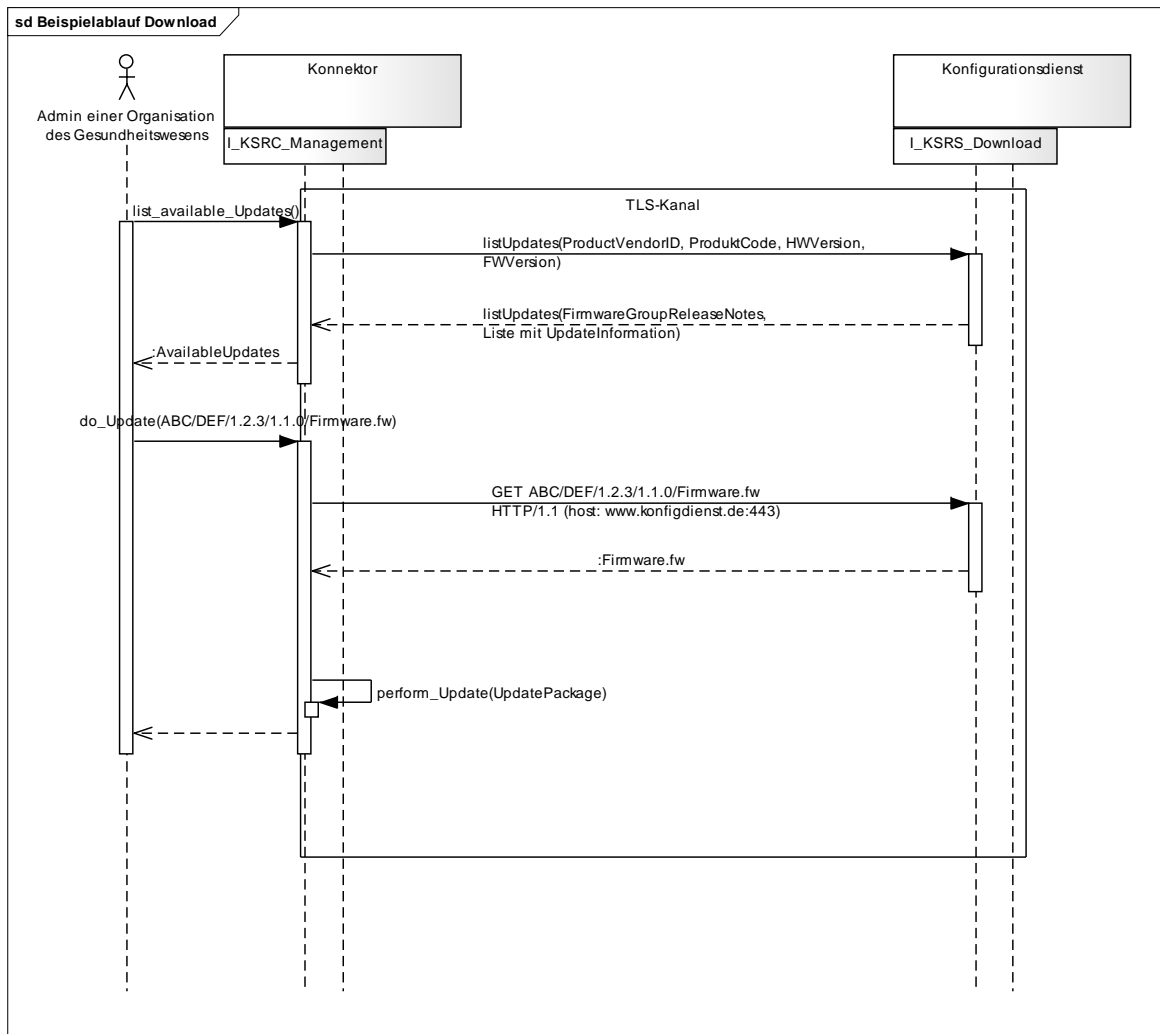 sd Beispielablauf Download
Admin einer Organisation
des Gesundheitswesens
Konnektor
I_KSRC_Management
Konfigurationsdienst
I_KSRS_Download
TLS-Kanal
list_available_Updates()
listUpdates(ProductVendorID, ProduktCode, HWVersion,
FWVersion)
listUpdates(FirmwareGroupReleaseNotes,
Liste mit UpdateInformation)
:AvailableUpdates
do_Update(ABC/DEF/1.2.3/1.1.0/Firmware.fw)
GET ABC/DEF/1.2.3/1.1.0/Firmware.fw
HTTP/1.1 (host: www.konfigdienst.de:443)
:Firmware.fw
perform_Update(UpdatePackage)